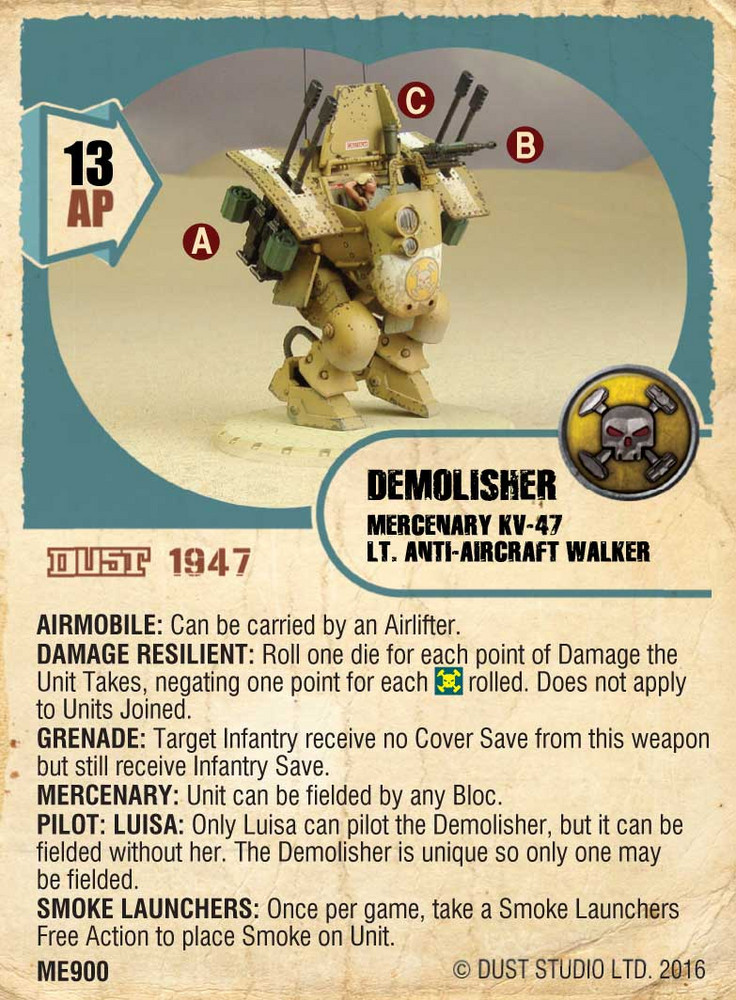 13
AP
C
B
A
DEMOLISHER
MERCENARY KV-47
LT. ANTI-AIRCRAFT WALKER
DUST 1947
AIRMOBILE: Can be carried by an Airlifter.
DAMAGE RESILIENT: Roll one die for each point of Damage the
Unit Takes, negating one point for each rolled. Does not apply
to Units Joined.
GRENADE: Target Infantry receive no Cover Save from this weapon
but still receive Infantry Save.
MERCENARY: Unit can be fielded by any Bloc.
PILOT: LUISA: Only Luisa can pilot the Demolisher, but it can be
fielded without her. The Demolisher is unique so only one may
be fielded.
SMOKE LAUNCHERS: Once per game, take a Smoke Launchers
Free Action to place Smoke on Unit.
ME900
© DUST STUDIO LTD. 2016